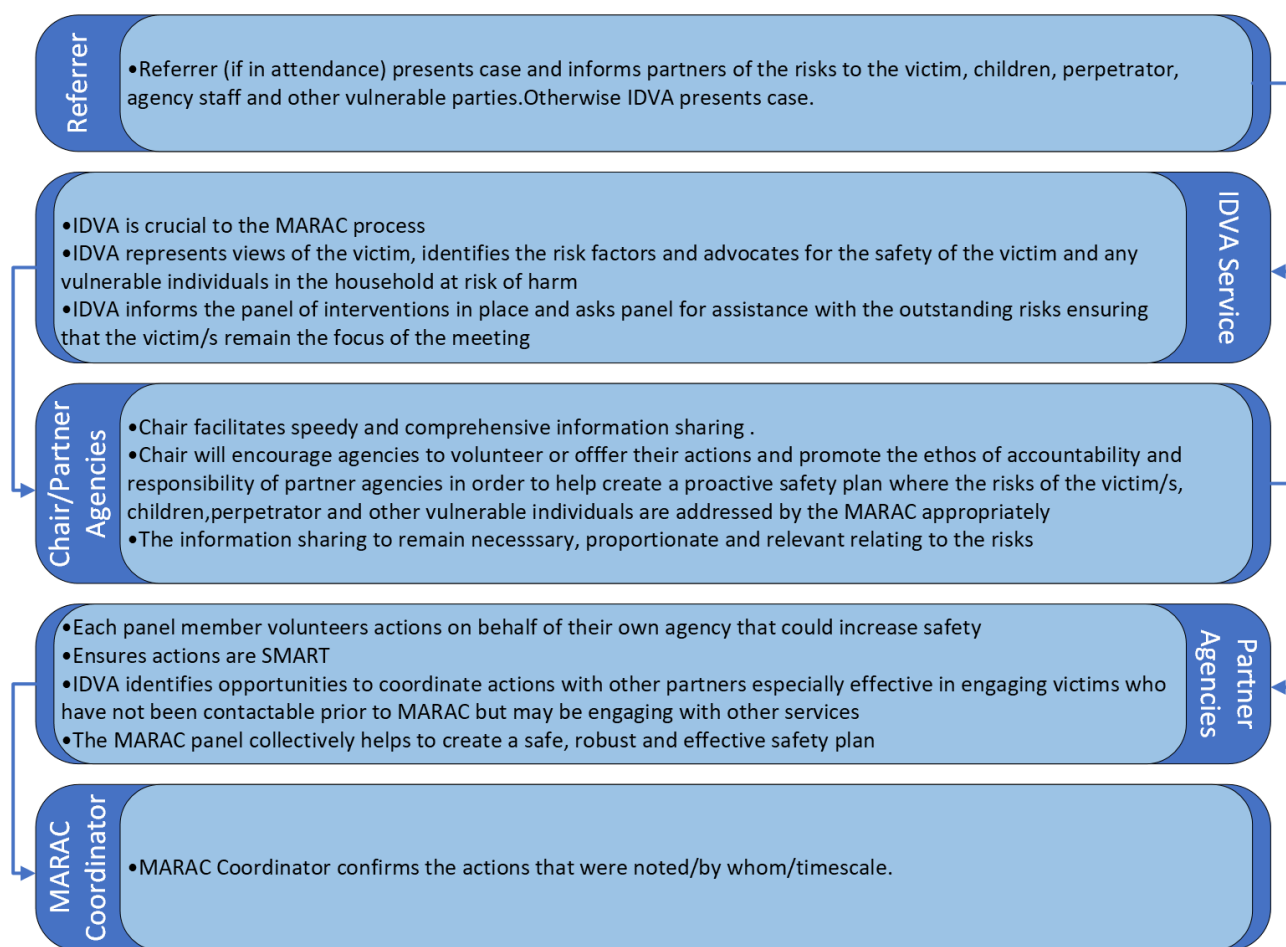 Referrer
•Referrer (if in attendance) presents case and informs partners of the risks to the victim, children, perpetrator,
agency staff and other vulnerable parties.Otherwise IDVA presents case.
IDVA Service
•IDVA is crucial to the MARAC process
•IDVA represents views of the victim, identifies the risk factors and advocates for the safety of the victim and any
vulnerable individuals in the household at risk of harm
•IDVA informs the panel of interventions in place and asks panel for assistance with the outstanding risks ensuring
that the victim/s remain the focus of the meeting
Chair/Partner
Agencies
•Chair facilitates speedy and comprehensive information sharing .
•Chair will encourage agencies to volunteer or offfer their actions and promote the ethos of accountability and
responsibility of partner agencies in order to help create a proactive safety plan where the risks of the victim/s,
children,perpetrator and other vulnerable individuals are addressed by the MARAC appropriately
•The information sharing to remain necesssary, proportionate and relevant relating to the risks
Partner
Agencies
•Each panel member volunteers actions on behalf of their own agency that could increase safety
•Ensures actions are SMART
•IDVA identifies opportunities to coordinate actions with other partners especially effective in engaging victims who
have not been contactable prior to MARAC but may be engaging with other services
•The MARAC panel collectively helps to create a safe, robust and effective safety plan
MARAC
Coordinator
•MARAC Coordinator confirms the actions that were noted/by whom/timescale.